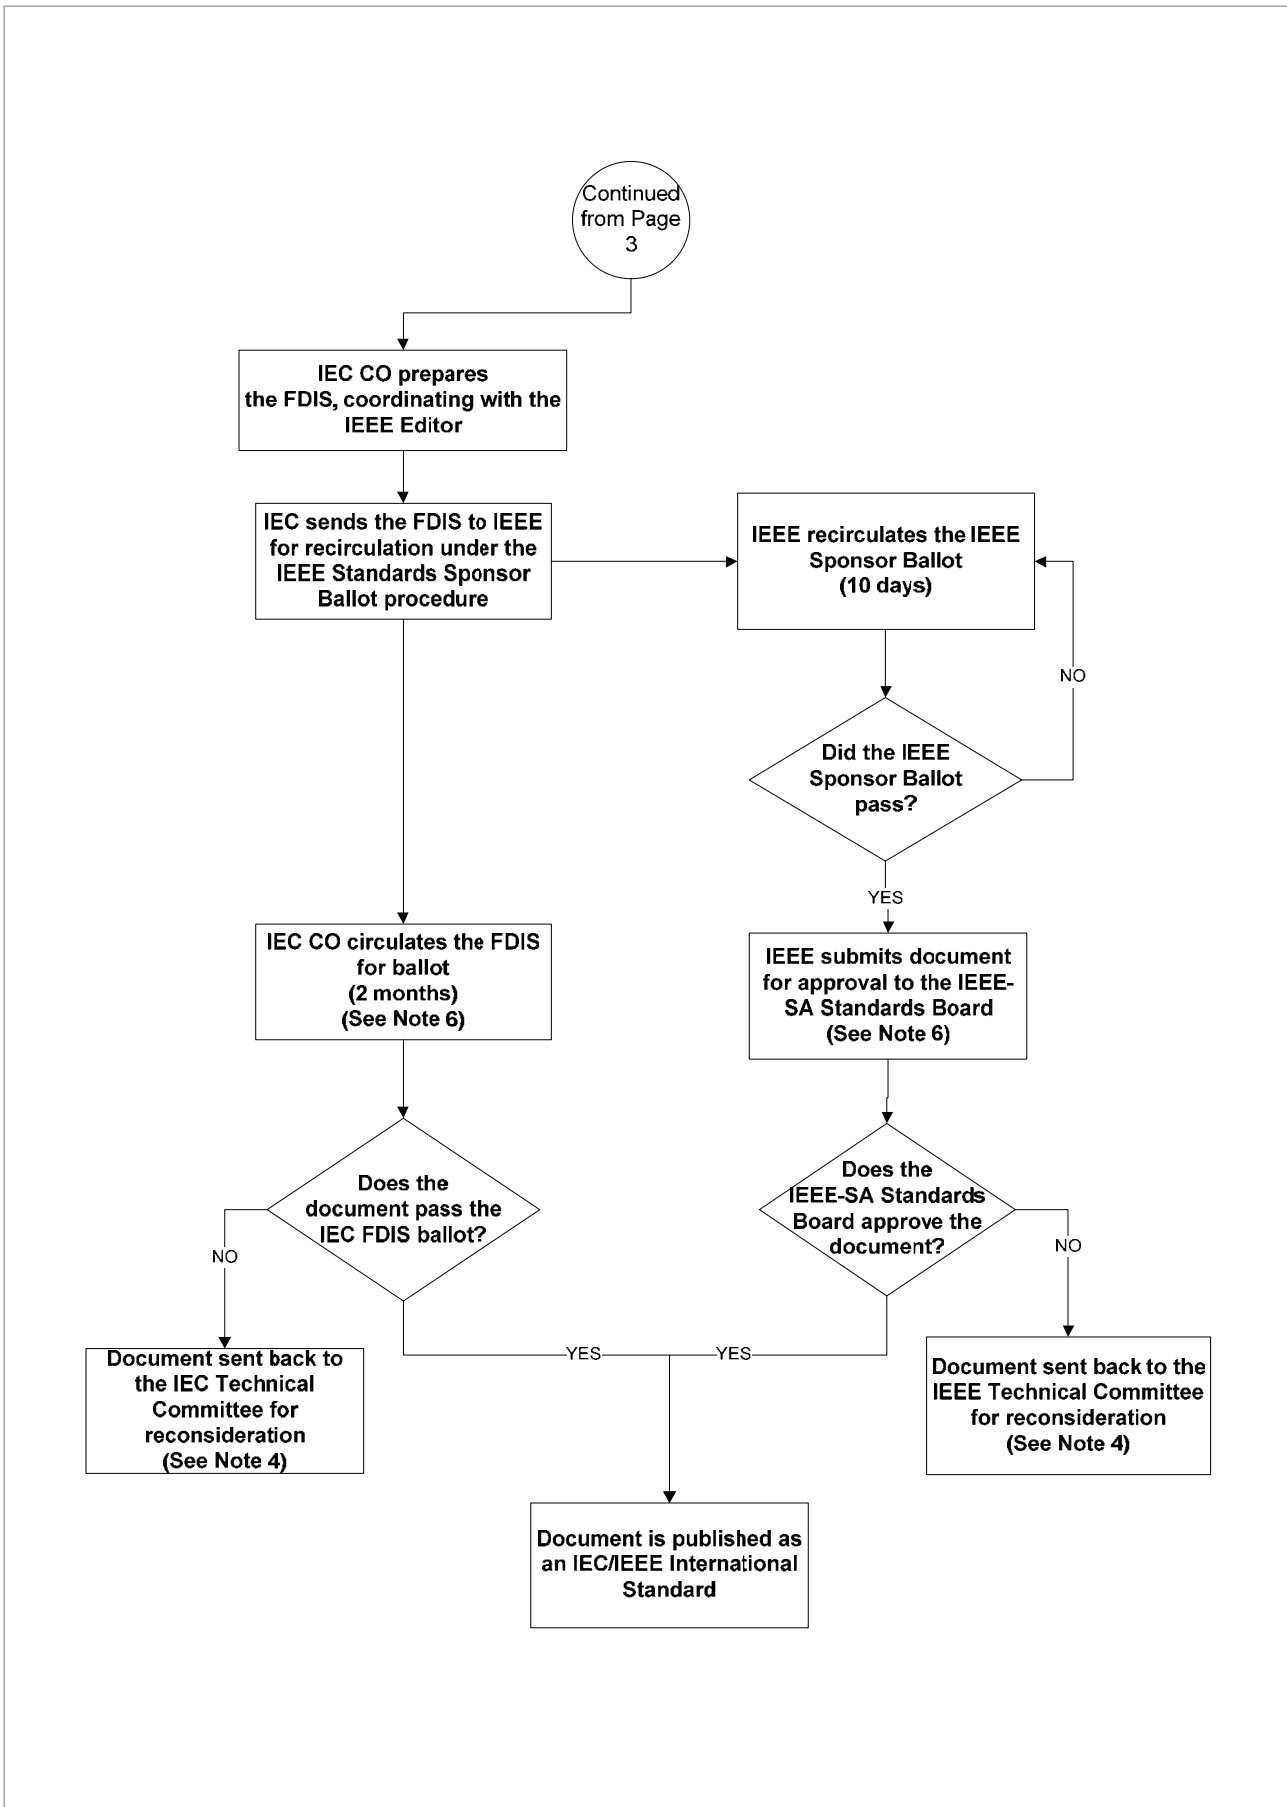 Continued
from Page
3
IEC CO prepares
the FDIS, coordinating with the
IEEE Editor
IEC sends the FDIS to IEEE
for recirculation under the
IEEE Standards Sponsor
Ballot procedure
IEEE recirculates the IEEE
Sponsor Ballot
(10 days)
NO
Did the IEEE
Sponsor Ballot
pass?
YES
IEC CO circulates the FDIS
for ballot
(2 months)
(See Note 6)
IEEE submits document
for approval to the IEEE-
SA Standards Board
(See Note 6)
Does the
document pass the
IEC FDIS ballot?
Does the
IEEE-SA Standards
Board approve the
document?
NO
NO
YES
YES
Document sent back to
the IEC Technical
Committee for
reconsideration
(See Note 4)
Document sent back to the
IEEE Technical Committee
for reconsideration
(See Note 4)
Document is published as
an IEC/IEEE International
Standard